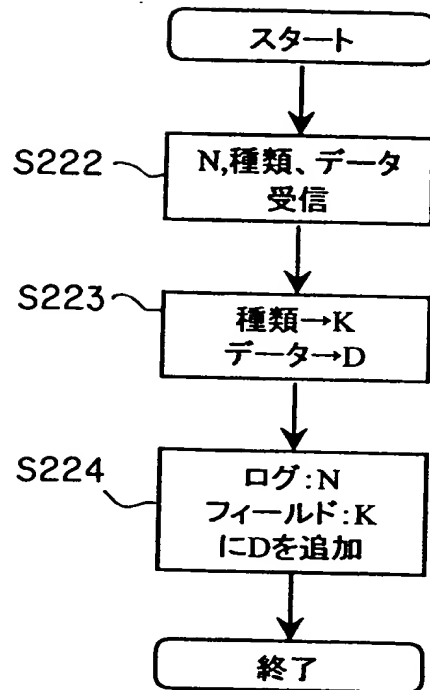 スタート
S222
N,種類、データ
受信
S223
種類→K
データ→D
S224
ログ:N
フィールド:K
にDを追加
終了